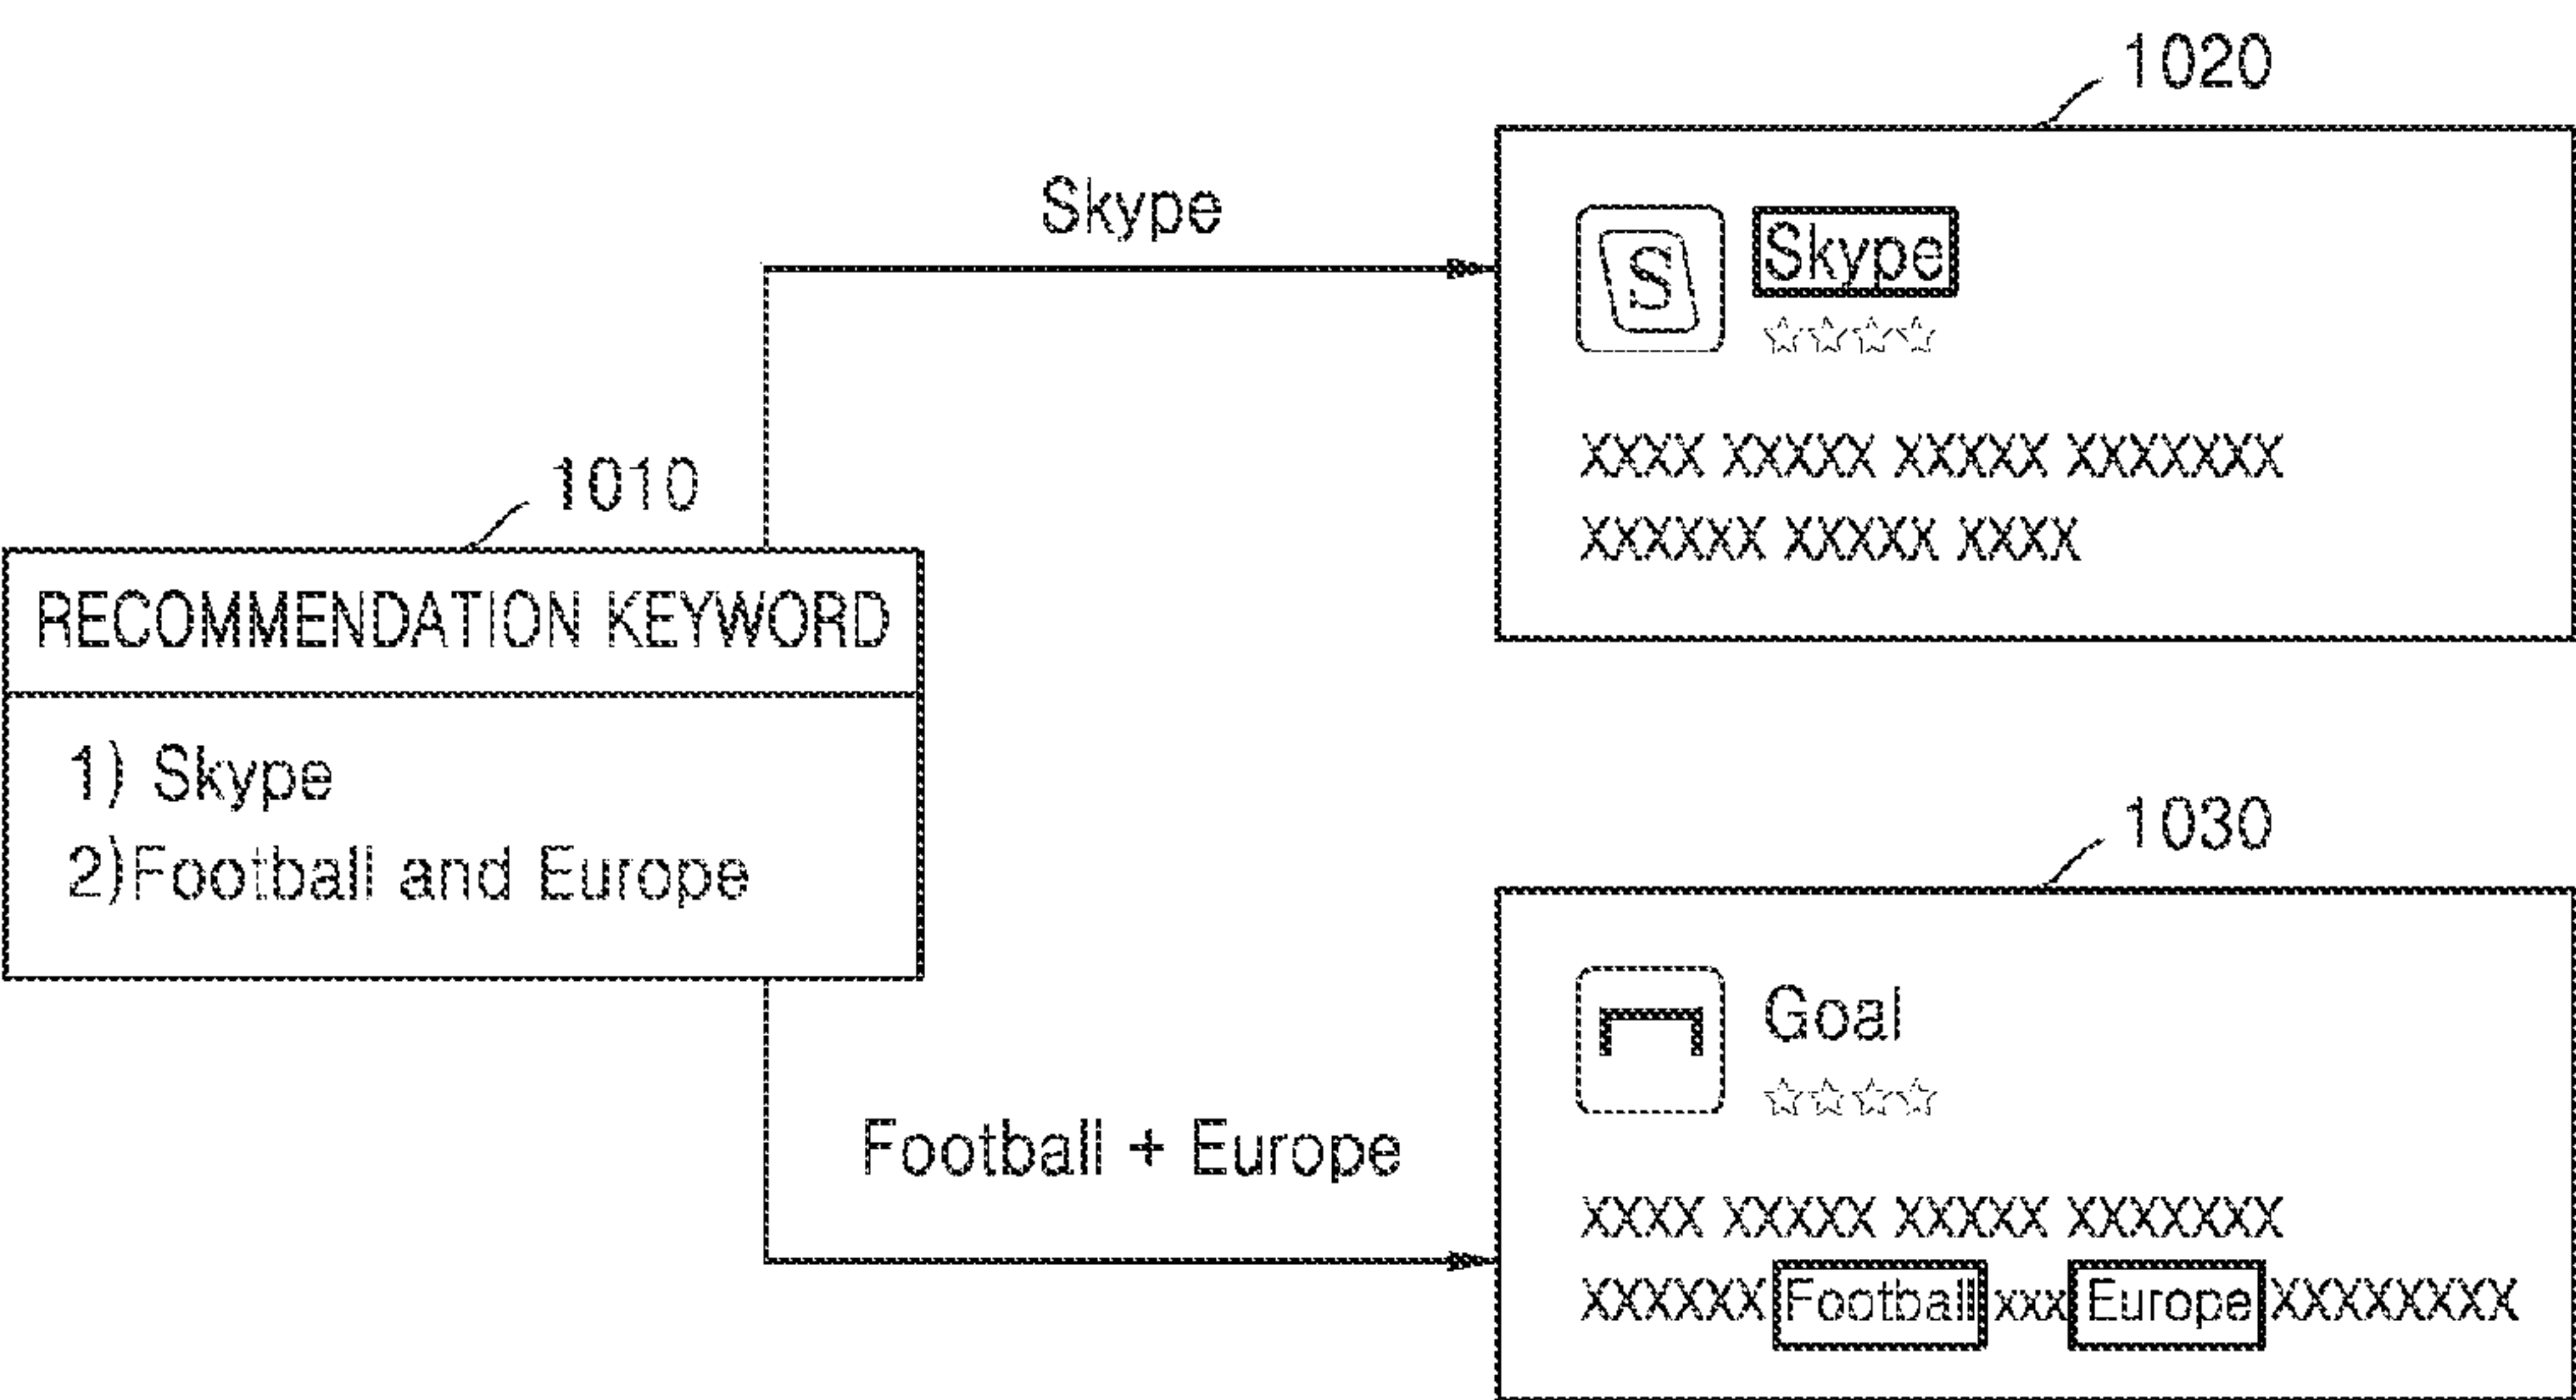 1020
Skype
S
Skype
☆☆☆☆
XXXX XXXXX XXXXX XXXXXXX
XXXXXX XXXXX XXXX
1010
RECOMMENDATION KEYWORD
1) Skype
2)Football and Europe
1030
Goal
☆☆☆☆
Football + Europe
XXXX XXXXX XXXXX XXXXXXX
XXXXXX Football xxx Europe XXXXXXXX